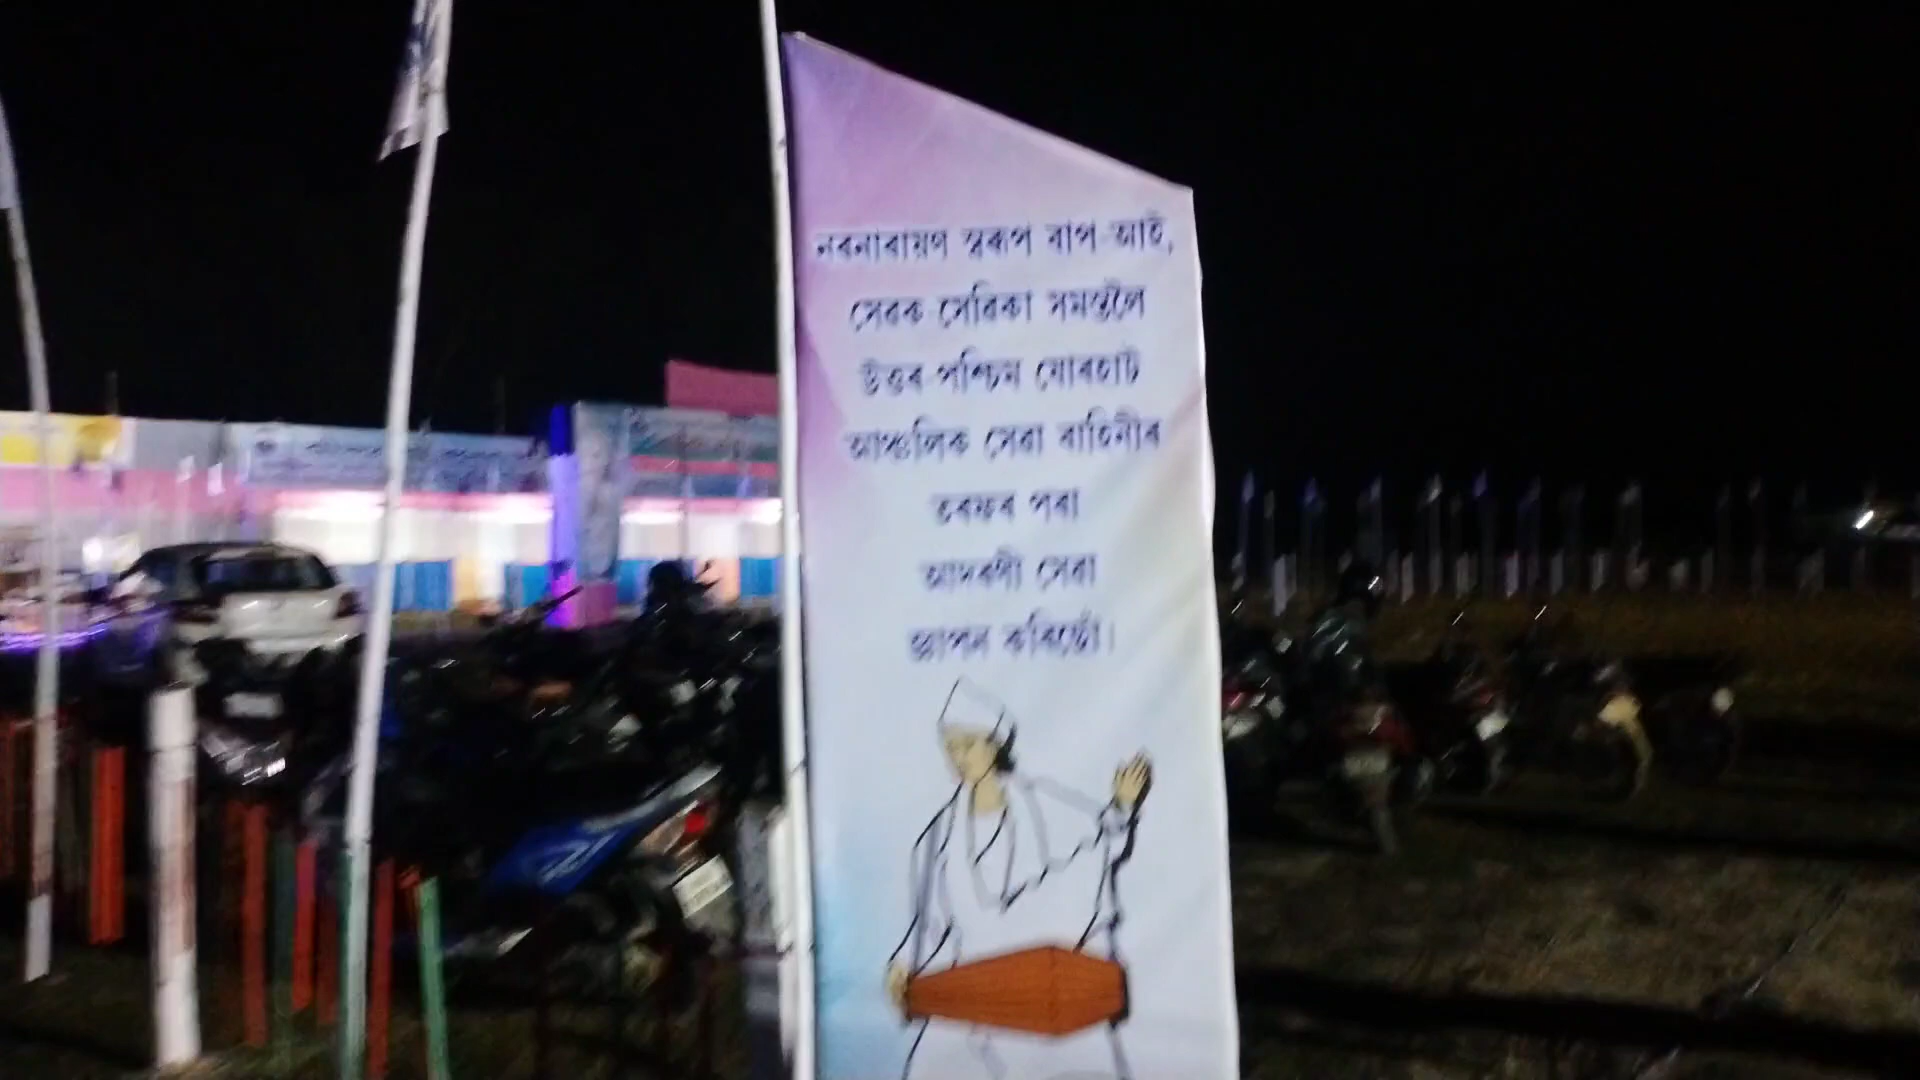 নৰনাৰায়ণ স্বৰূপ বাপ-আই,
সেৱক-সেৱিকা সমস্তলৈ
উত্তৰ-পশ্চিম যোৰহাট
আঞ্চলিক সেৱা বাহিনীৰ
তৰফৰ পৰা
আদৰণী সেৱা
জ্ঞাপন কৰিছোঁ।